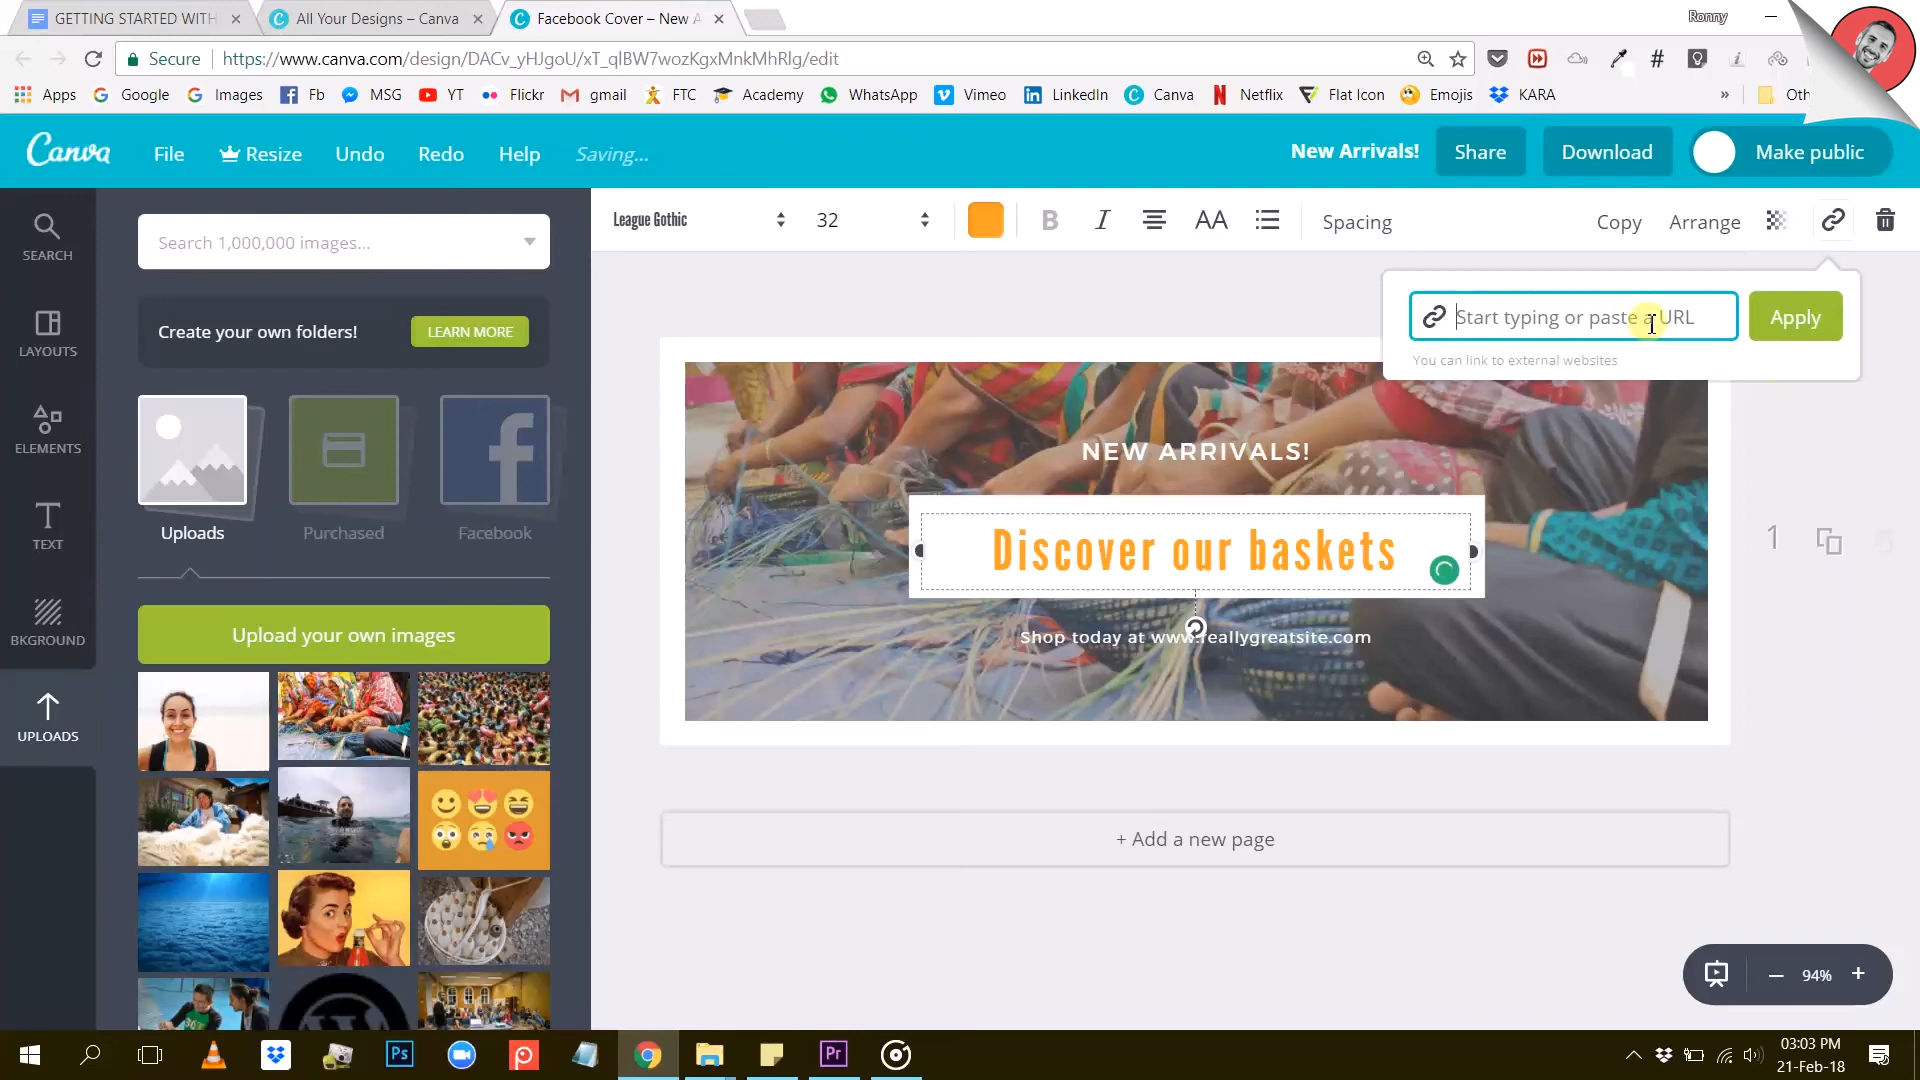 GETTING STARTED WITH
All Your Designs – Canva
Facebook Cover – New A
Ronny
Secure
https://www.canva.com/design/DACv_yHJgoU/xT_qlBW7wozKgxMnkMhRlg/edit
Apps
Google
Images
Fb
MSG
YT
Flickr
gmail
FTC
Academy
WhatsApp
Vimeo
LinkedIn
Canva
Netflix
Flat Icon
Emojis
KARA
»
Oth
Canva
File
Resize
Undo
Redo
Help
Saving...
New Arrivals!
Share
Download
Make public
SEARCH
LAYOUTS
ELEMENTS
TEXT
BKGROUND
UPLOADS
Search 1,000,000 images...
Create your own folders!
LEARN MORE
Uploads
Purchased
Facebook
Upload your own images
League Gothic
32
B
I
AA
Spacing
Copy
Arrange
Start typing or paste a URL
Apply
You can link to external websites
NEW ARRIVALS!
Discover our baskets
Shop today at www.reallygreatsite.com
1
+ Add a new page
94%
Ps
Pr
03:03 PM
21-Feb-18